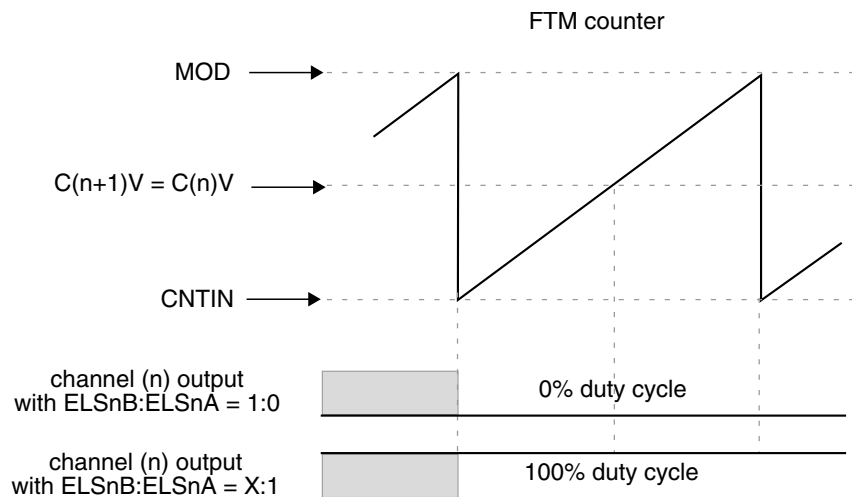 FTM counter
MOD
C(n+1)V = C(n)V
CNTIN
channel (n) output
with ELSnB:ELSnA = 1:0
0% duty cycle
channel (n) output
with ELSnB:ELSnA = X:1
100% duty cycle